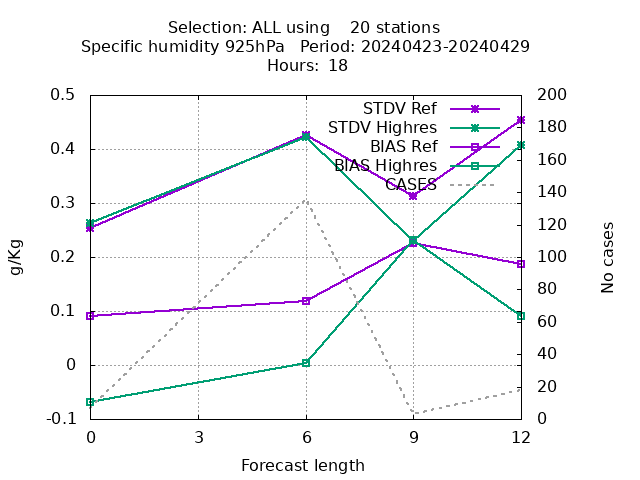 Selection: ALL using    20 stations
Specific humidity 925hPa   Period: 20240423-20240429
Hours:  18
STDV Ref
STDV Highres
BIAS Ref
BIAS Highres
CASES
0.5
0.4
0.3
0.2
0.1
0
-0.1
g/Kg
200
180
160
140
120
100
80
60
40
20
0
No cases
0 3 6 9 12
Forecast length